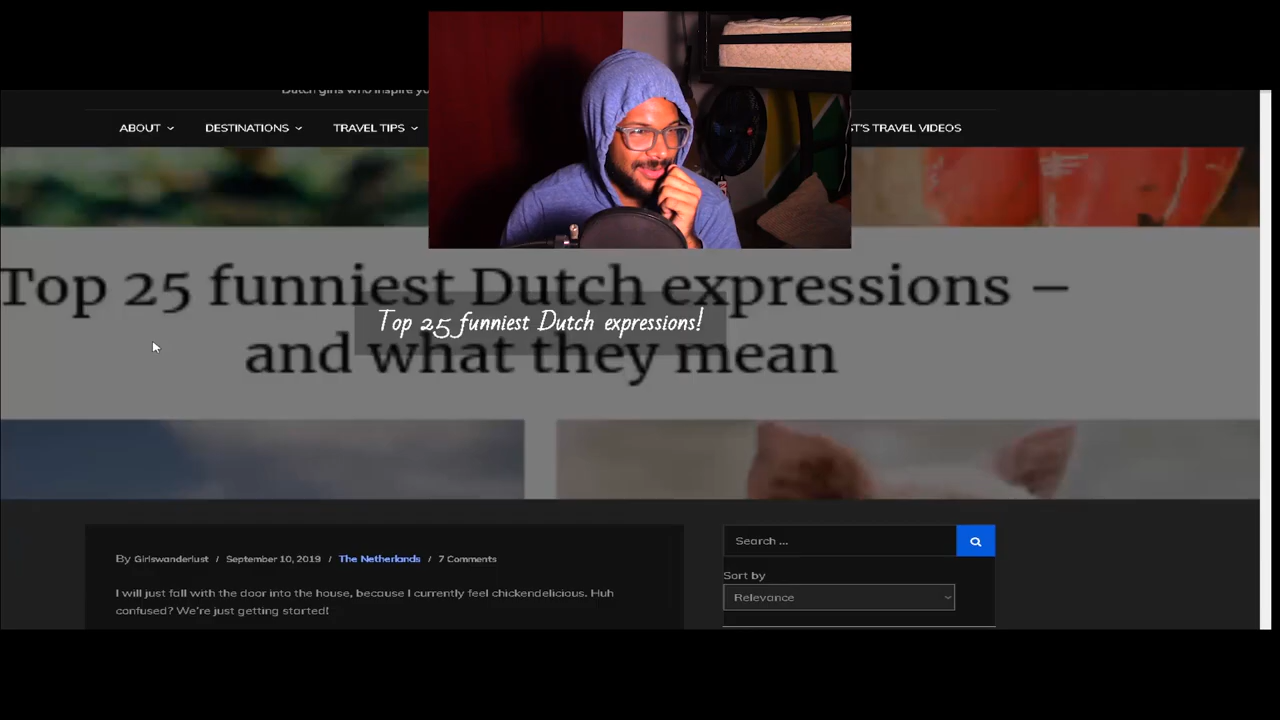 ABOUT
DESTINATIONS
TRAVEL TIPS
T'S TRAVEL VIDEOS
Top 25 funniest Dutch expressions –
Top 25 funniest Dutch expressions!
and what they mean
By Girlswanderlust / September 10, 2019 / The Netherlands / 7 Comments
I will just fall with the door into the house, because I currently feel chickendelicious. Huh
confused? We're just getting started!
Search ...
Sort by
Relevance